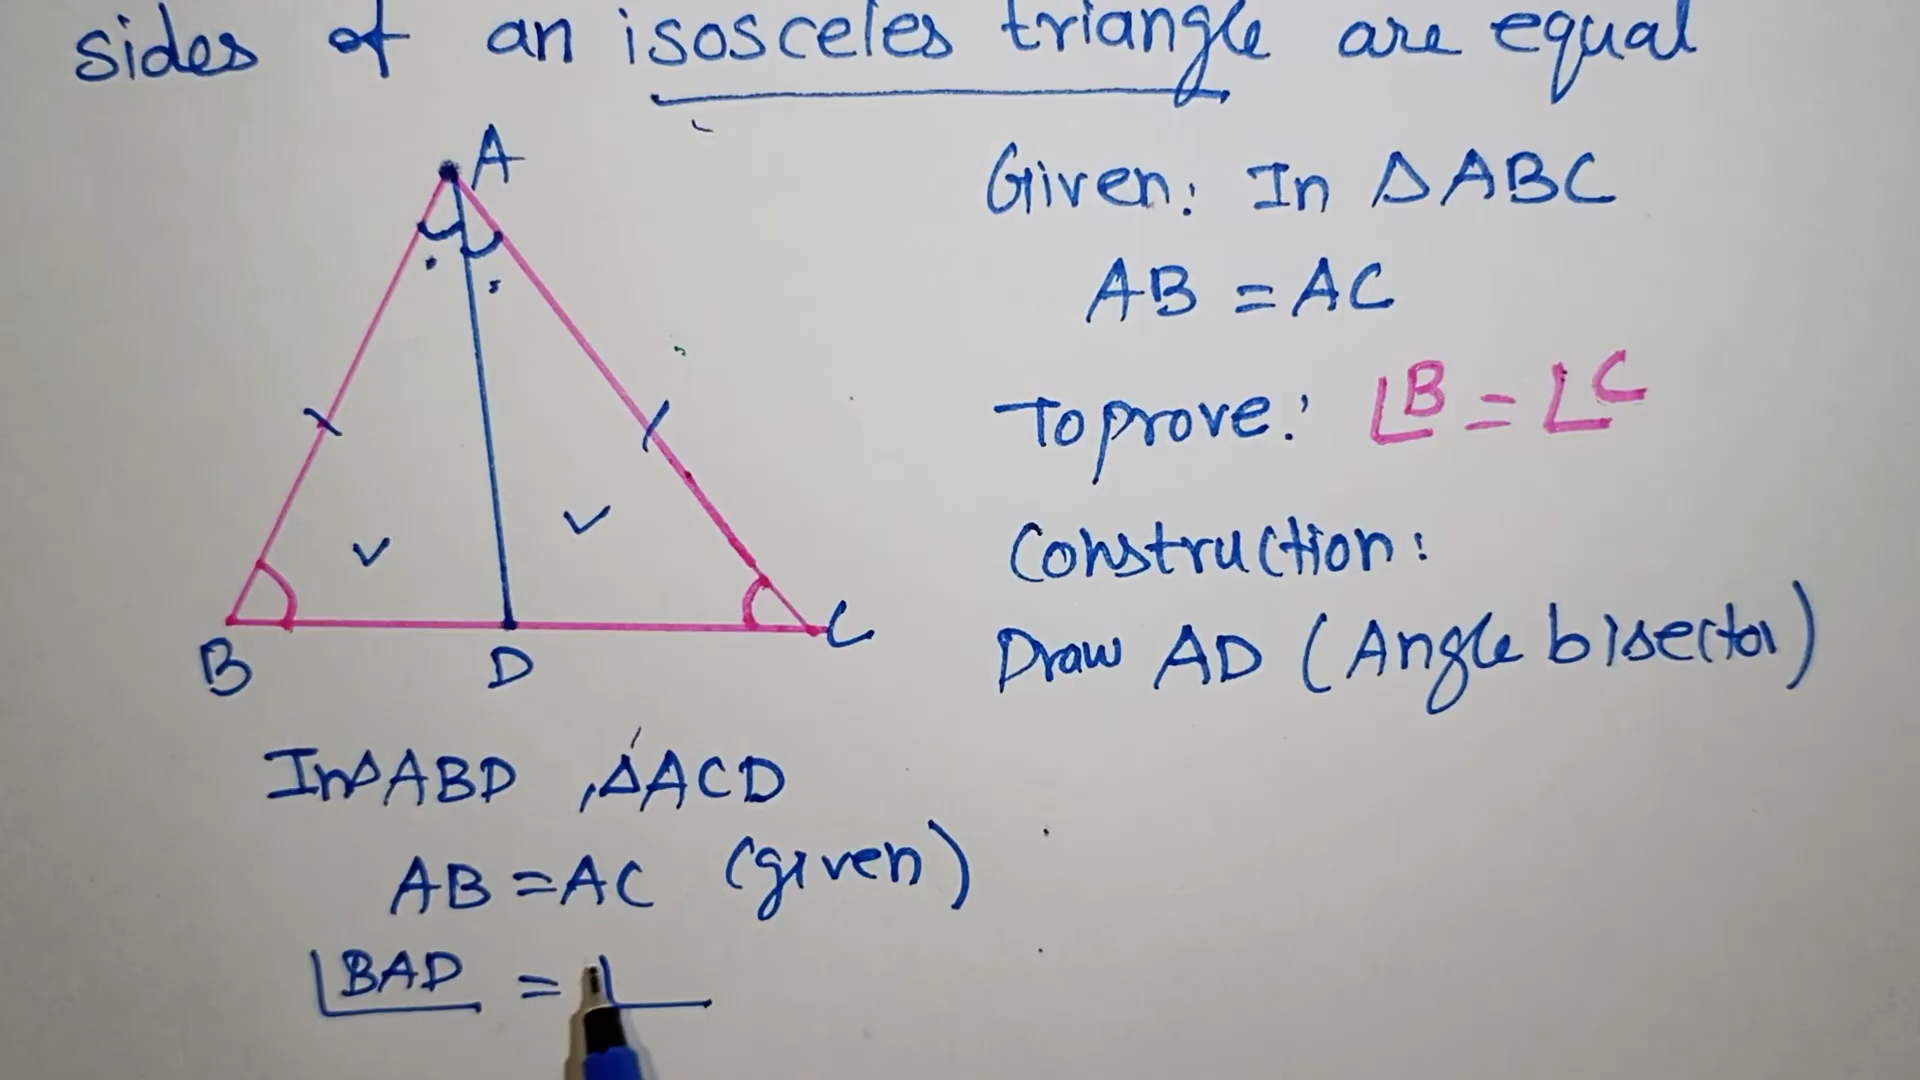 sides of an isosceles triangle are equal
A
B
D
C
Given: In ΔABC
AB = AC
To prove: ∠B = ∠C
Construction:
Draw AD (Angle bisector)
In ΔABD, ΔACD
AB = AC (given)
∠BAD = ∠